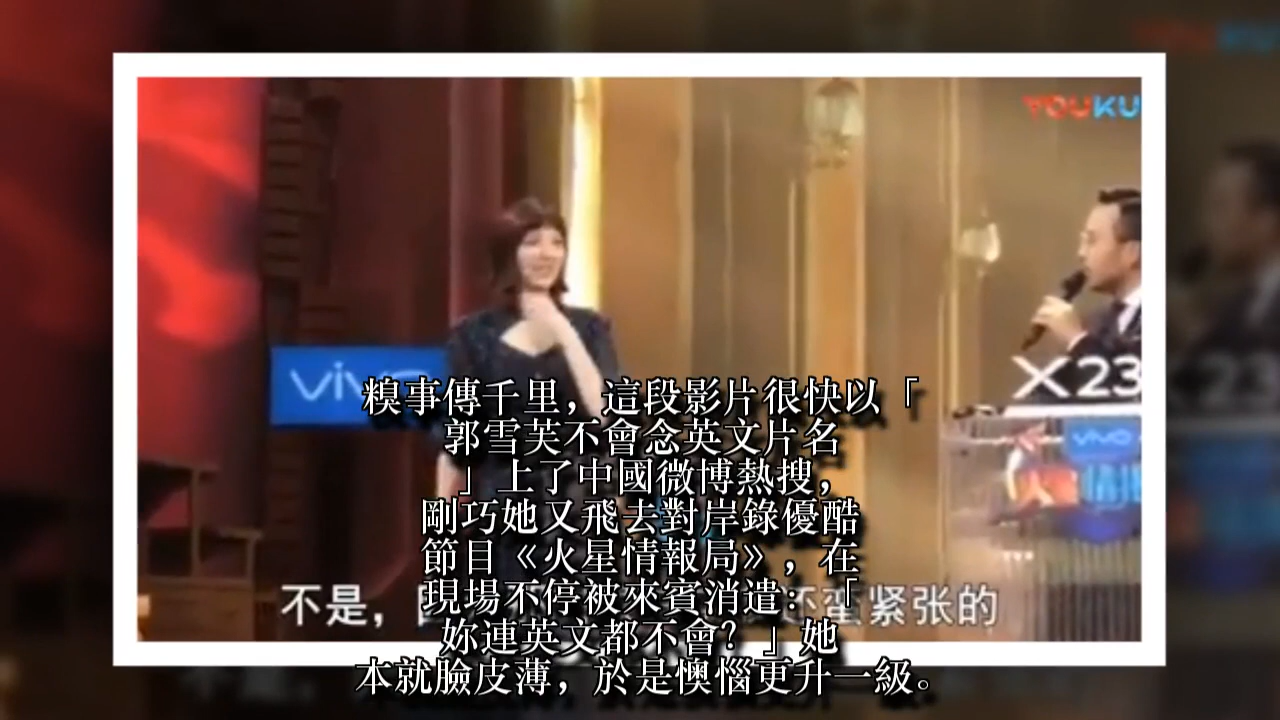 YOUKU
vivo
X23
vivo
糗事傳千里，這段影片很快以「
郭雪芙不會念英文片名
」上了中國微博熱搜，
剛巧她又飛去對岸錄優酷
節目《火星情報局》，在
現場不停被來賓消遣：「
妳連英文都不會？」她
本就臉皮薄，於是懊惱更升一級。
不是，
还蛮紧张的